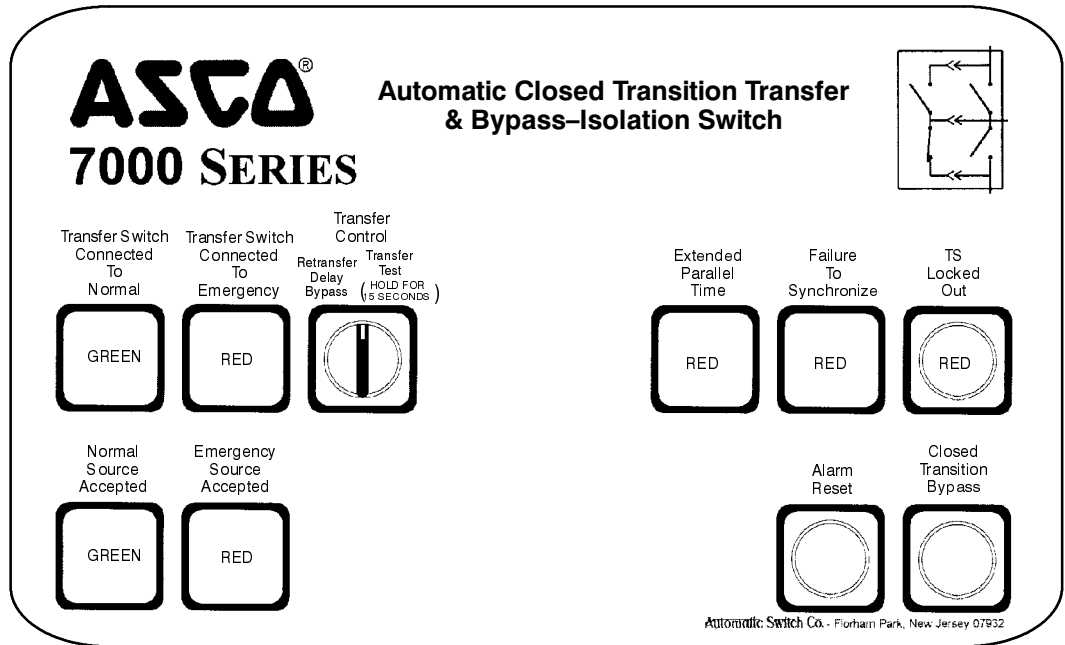 ASCO®
7000 SERIES
Automatic Closed Transition Transfer
& Bypass–Isolation Switch
Transfer Switch
Connected
To
Normal
GREEN
Transfer Switch
Connected
To
Emergency
RED
Transfer
Control
Retransfer
Delay
Bypass
Transfer
Test
(HOLD FOR
15 SECONDS)
Extended
Parallel
Time
RED
Failure
To
Synchronize
RED
TS
Locked
Out
RED
Normal
Source
Accepted
GREEN
Emergency
Source
Accepted
RED
Alarm
Reset
Closed
Transition
Bypass
Automatic Switch Co. - Florham Park, New Jersey 07932